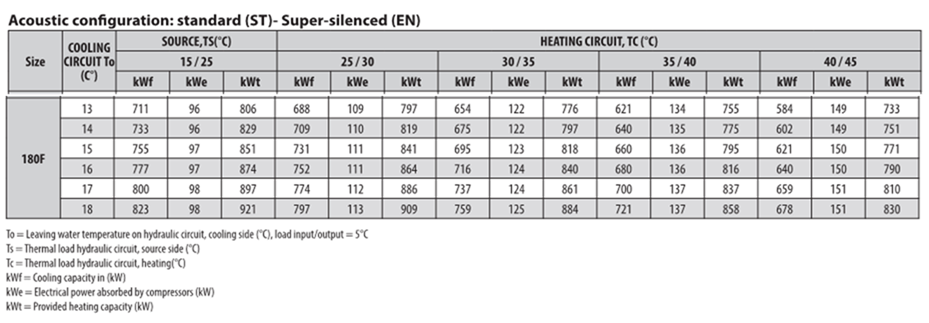 Acoustic configuration: standard (ST)- Super-silenced (EN)
Size COOLING CIRCUIT To (C°) SOURCE,TS(°C) HEATING CIRCUIT, TC (°C)
15 / 25 25 / 30 30 / 35 35 / 40 40 / 45
kWf kWe kWt kWf kWe kWt kWf kWe kWt kWf kWe kWt kWf kWe kWt
180F
13 711 96 806 688 109 797 654 122 776 621 134 755 584 149 733
14 733 96 829 709 110 819 675 122 797 640 135 775 602 149 751
15 755 97 851 731 111 841 695 123 818 660 136 795 621 150 771
16 777 97 874 752 111 864 716 124 840 680 136 816 640 150 790
17 800 98 897 774 112 886 737 124 861 700 137 837 659 151 810
18 823 98 921 797 113 909 759 125 884 721 137 858 678 151 830
To = Leaving water temperature on hydraulic circuit, cooling side (°C), load input/output = 5°C
Ts = Thermal load hydraulic circuit, source side (°C)
Tc = Thermal load hydraulic circuit, heating(°C)
kWf = Cooling capacity in (kW)
kWe = Electrical power absorbed by compressors (kW)
kWt = Provided heating capacity (kW)